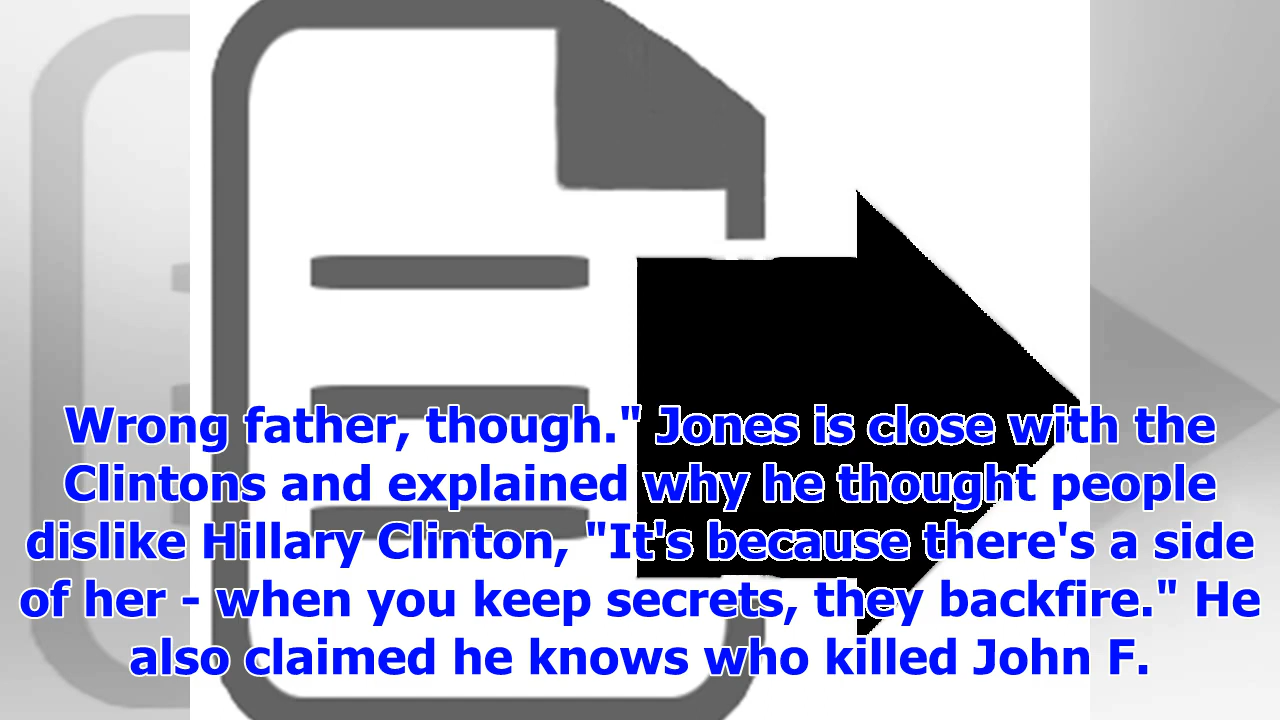 Wrong father, though." Jones is close with the
Clintons and explained why he thought people
dislike Hillary Clinton, "It's because there's a side
of her - when you keep secrets, they backfire." He
also claimed he knows who killed John F.